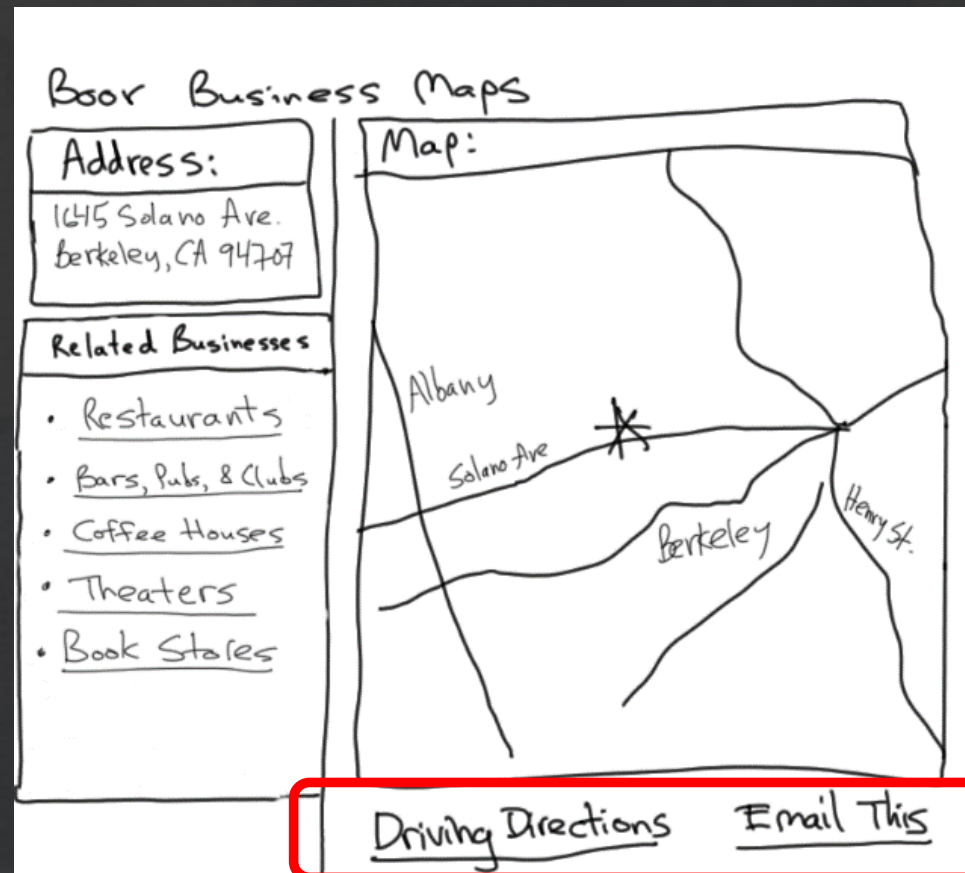 Boor Business Maps
Address:
1645 Solano Ave.
Berkeley, CA 94707
Related Businesses
• Restaurants
• Bars, Pubs, & Clubs
• Coffee Houses
• Theaters
• Book Stores
Map:
Albany
Solano Ave
Berkeley
Henry St.
Driving Directions Email This